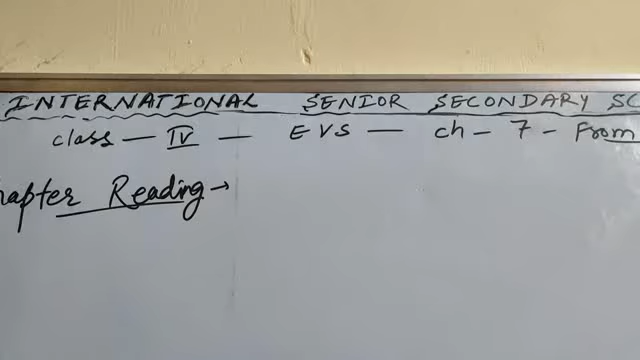 INTERNATIONAL SENIOR SECONDARY SC
class — IV — EVS — ch - 7 - From
hapter Reading →